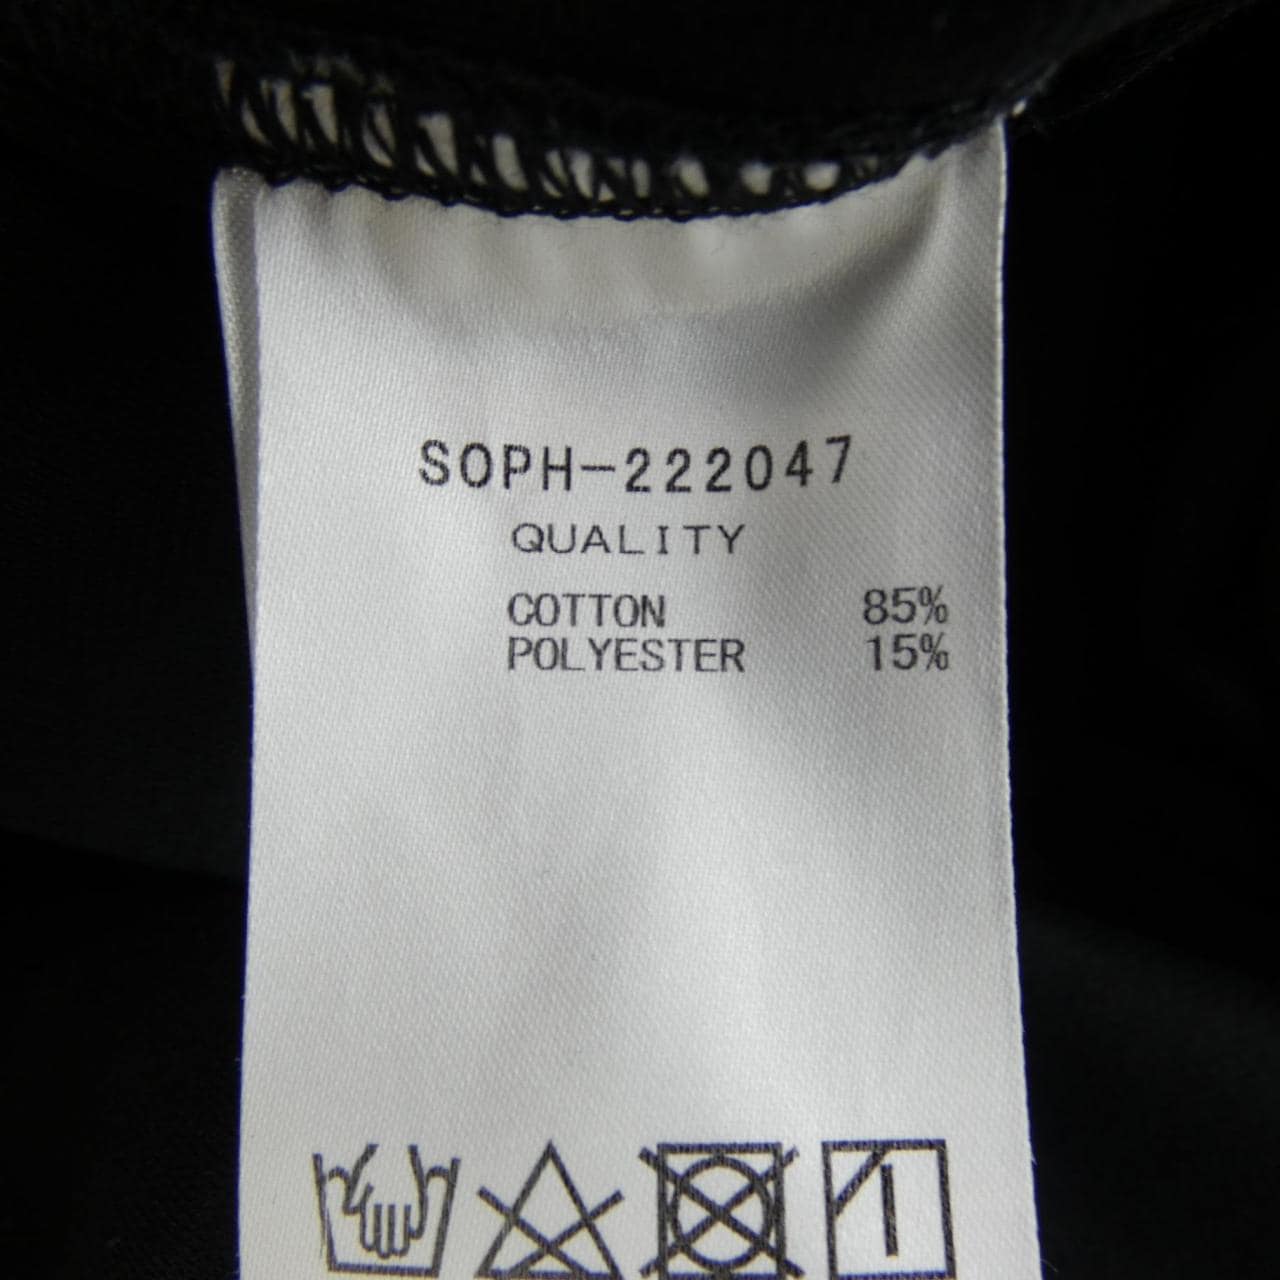 SOPH-222047
QUALITY
COTTON 85%
POLYESTER 15%